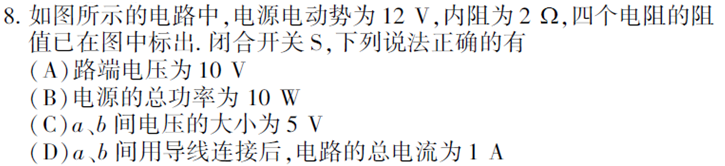 8. 如图所示的电路中,电源电动势为 12 V,内阻为 2 Ω,四个电阻的阻
值已在图中标出. 闭合开关 S,下列说法正确的有
(A)路端电压为 10 V
(B)电源的总功率为 10 W
(C)a、b 间电压的大小为 5 V
(D)a、b 间用导线连接后,电路的总电流为 1 A